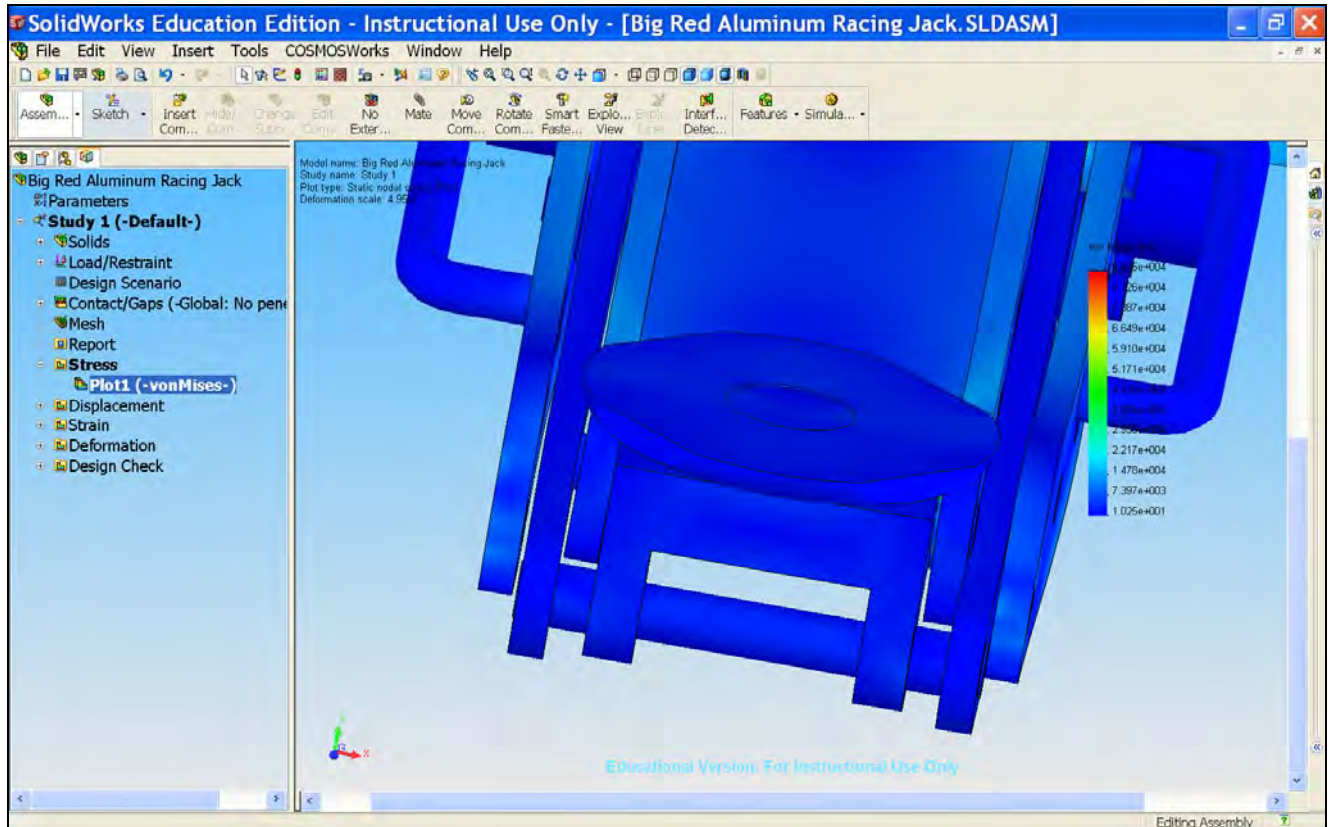 SolidWorks Education Edition - Instructional Use Only - [Big Red Aluminum Racing Jack.SLDASM]
File Edit View Insert Tools COSMOSWorks Window Help
Assem... Sketch Insert Com... No Exter... Mate Move Com... Rotate Com... Smart Faste... Explo... View Interf... Detec... Features Simula...
Big Red Aluminum Racing Jack
Parameters
Study 1 (-Default-)
Solids
Load/Restraint
Design Scenario
Contact/Gaps (-Global: No pene
Mesh
Report
Stress
Plot1 (-vonMises-)
Displacement
Strain
Deformation
Design Check
Model name: Big Red Aluminum Racing Jack
Study name: Study 1
Plot type: Static nodal
Deformation scale: 4.95
6.649e+004
5.910e+004
5.171e+004
2.217e+004
1.478e+004
7.397e+003
1.025e+001
X
Educational Version. For Instructional Use Only
Editing Assembly